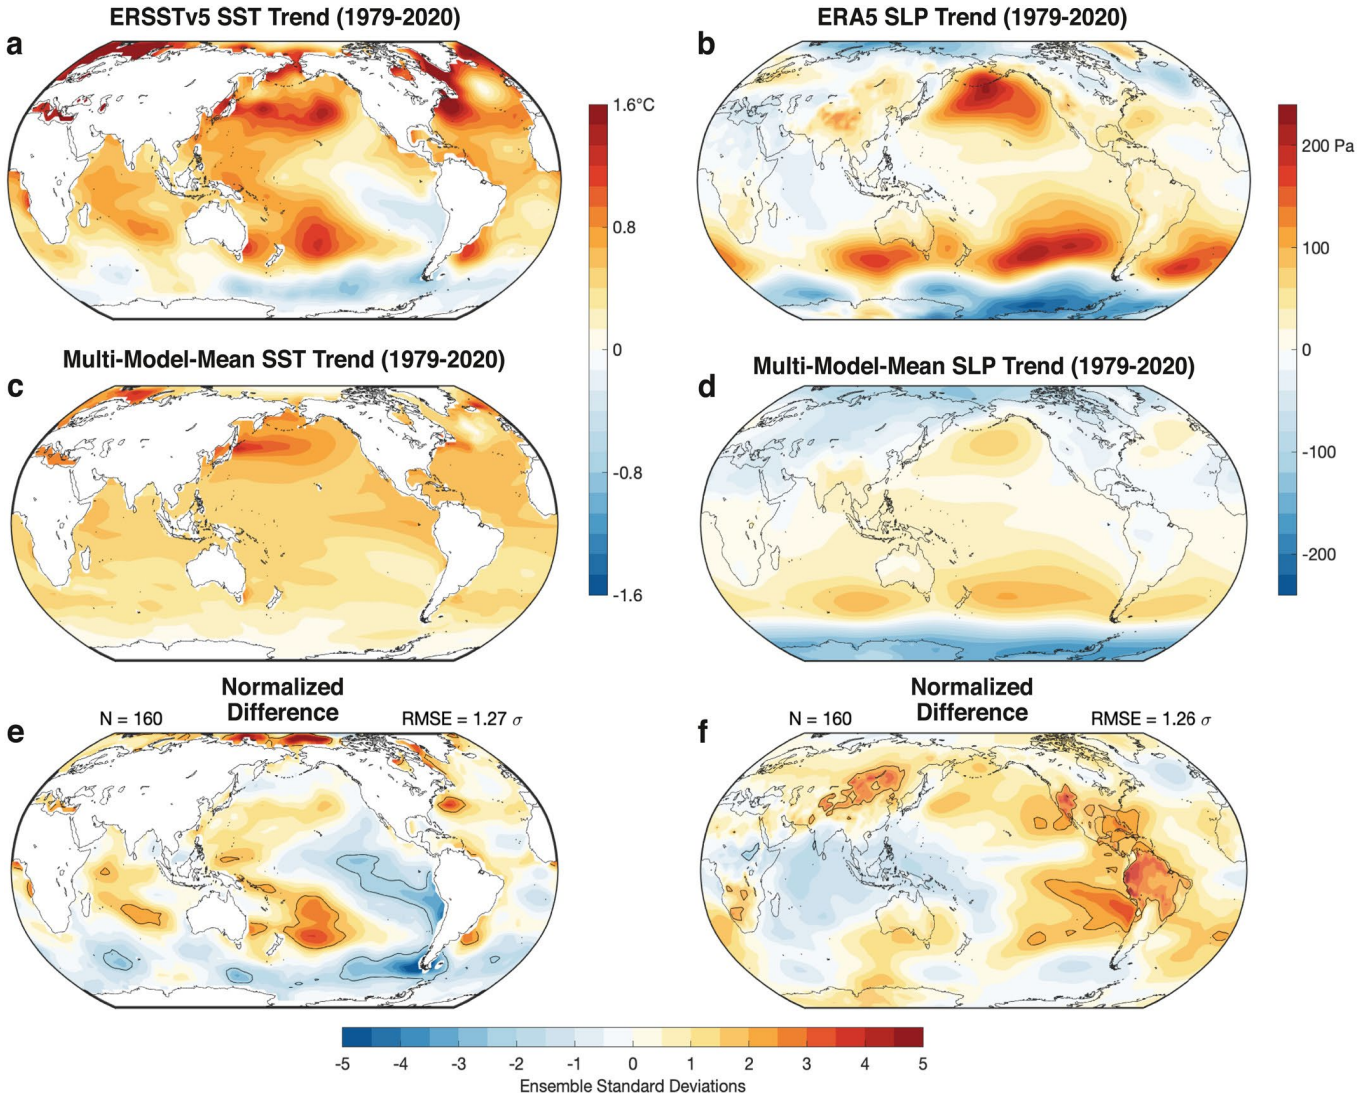 ERSSTv5 SST Trend (1979-2020)
ERA5 SLP Trend (1979-2020)
a
b
1.6°C
0.8
0
-0.8
-1.6
200 Pa
100
0
-100
-200
Multi-Model-Mean SST Trend (1979-2020)
Multi-Model-Mean SLP Trend (1979-2020)
c
d
Normalized
Difference
N = 160
RMSE = 1.27 σ
e
Normalized
Difference
N = 160
RMSE = 1.26 σ
f
-5 -4 -3 -2 -1 0 1 2 3 4 5
Ensemble Standard Deviations